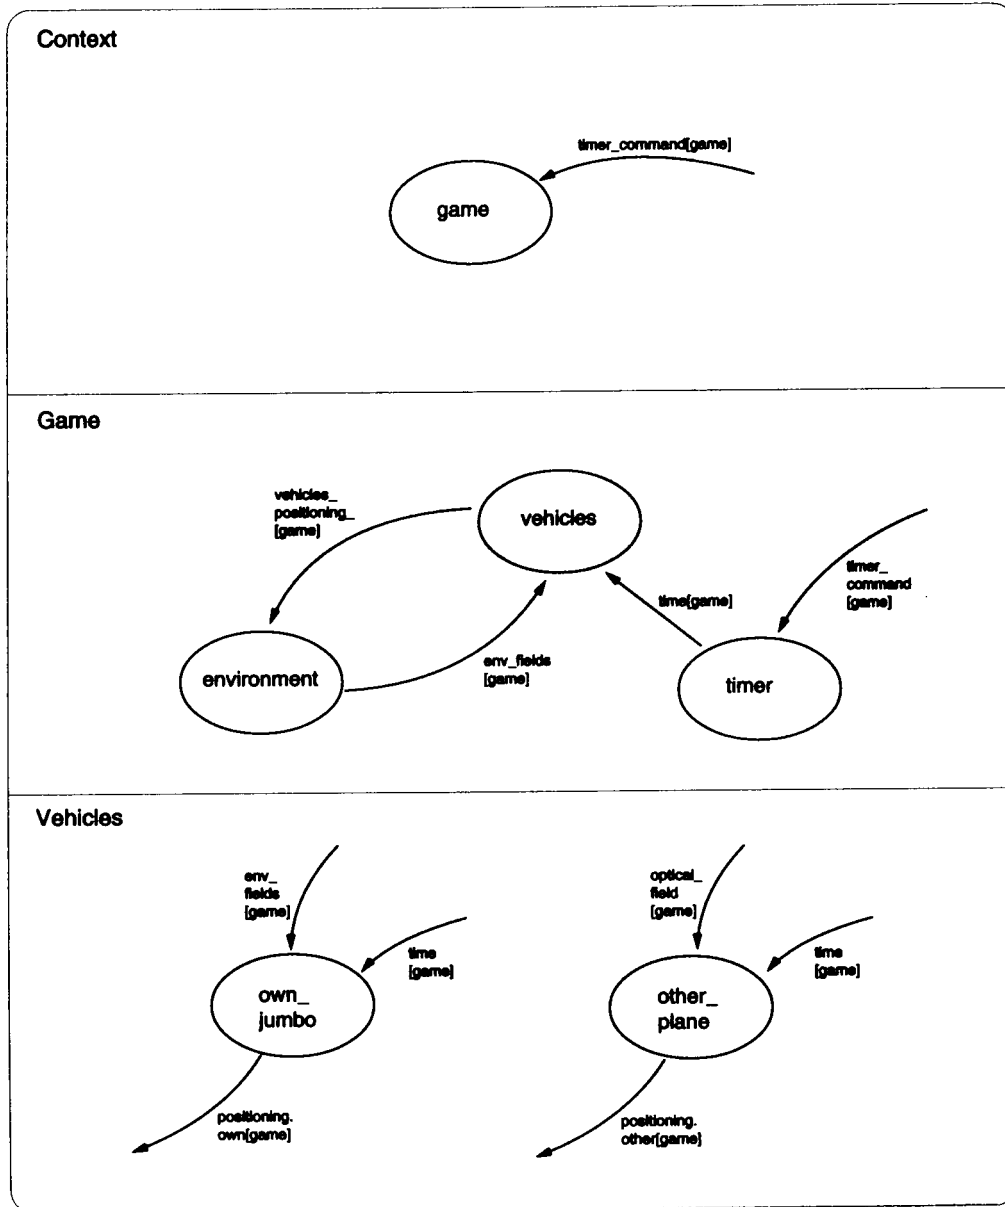 Context
timer_command[game]
game
Game
vehicles_
positioning_
[game]
vehicles
timer_
command
[game]
time[game]
env_fields
[game]
environment
timer
Vehicles
env_
fields
[game]
optical_
field
[game]
time
[game]
time
[game]
own_
jumbo
other_
plane
positioning.
own[game]
positioning.
other[game}